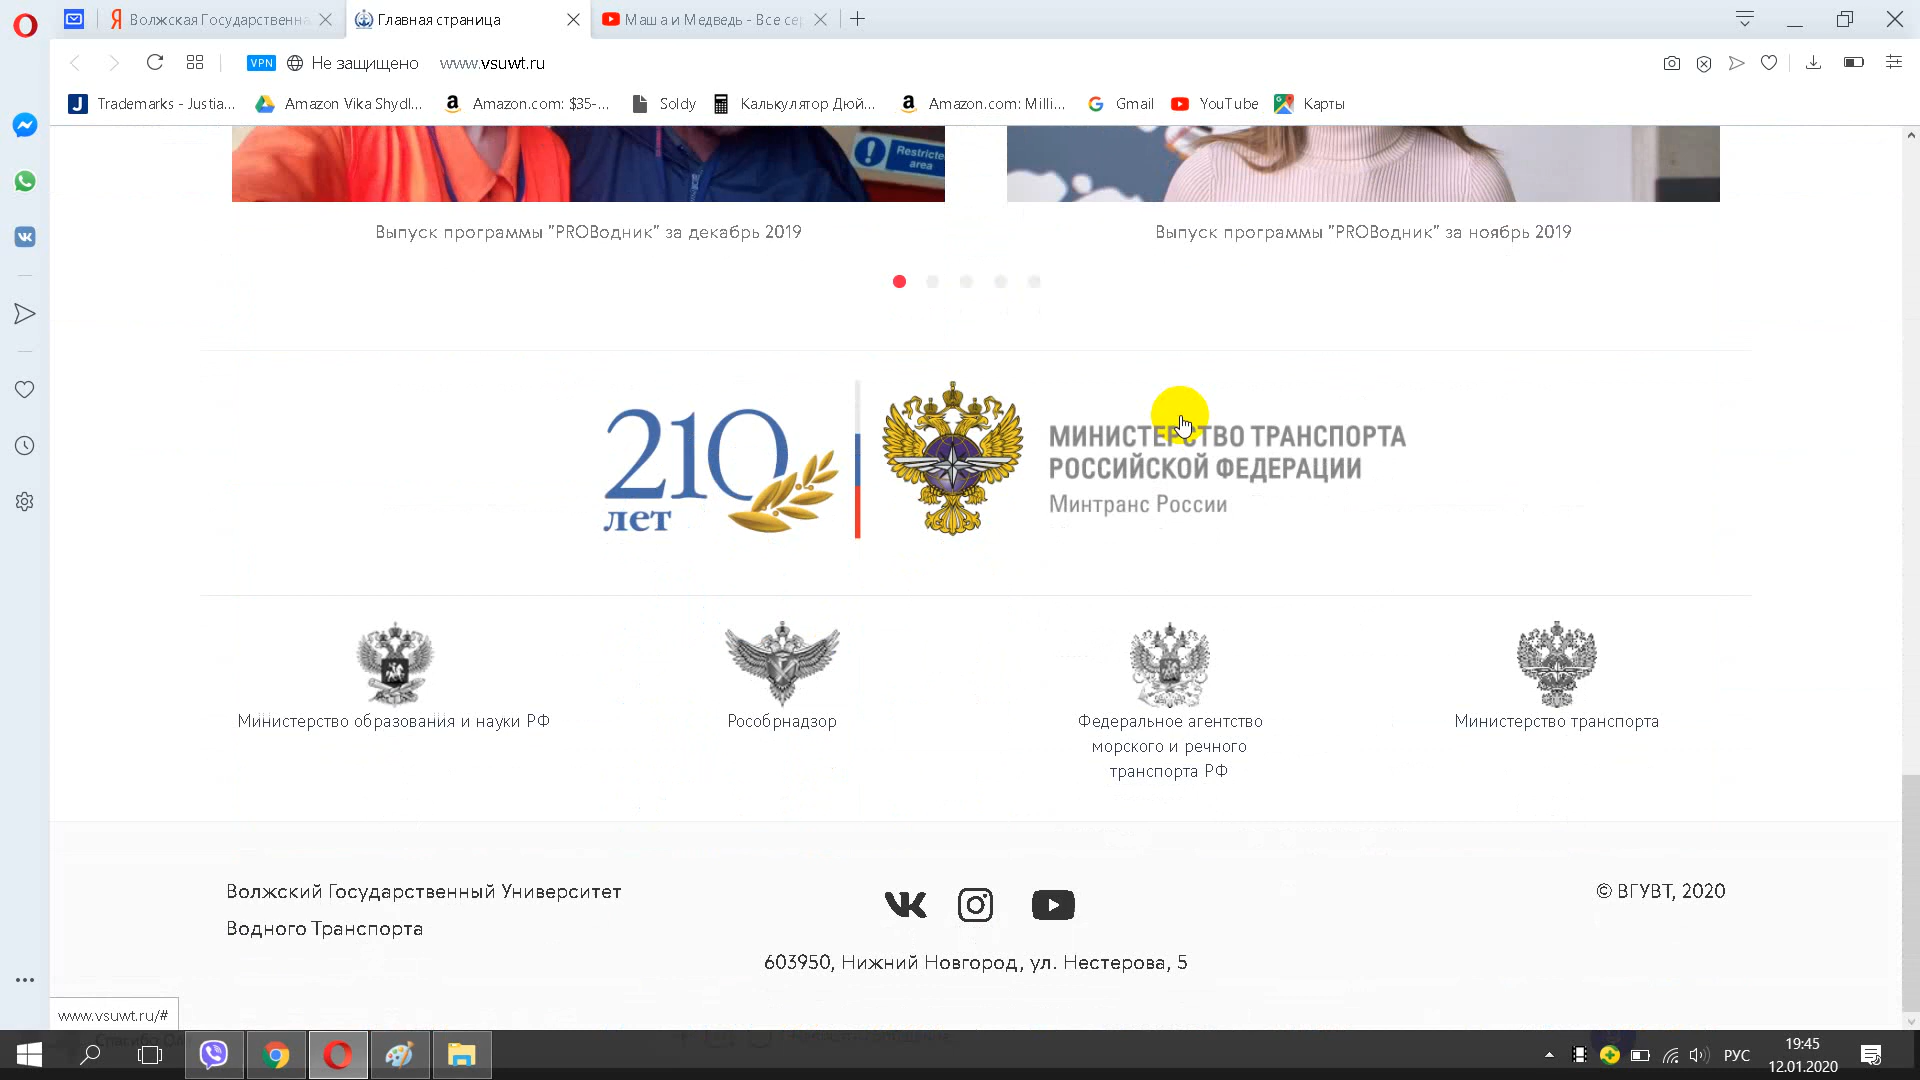 Волжская Государственна
Главная страница
Маша и Медведь - Все се
VPN
Не защищено
www.vsuwt.ru
Trademarks - Justia...
Amazon Vika Shydl...
Amazon.com: $35-...
Soldy
Калькулятор Дюй...
Amazon.com: Milli...
Gmail
YouTube
Карты
Restricte
area
Выпуск программы "PROВодник" за декабрь 2019
Выпуск программы "PROВодник" за ноябрь 2019
210
лет
МИНИСТЕРСТВО ТРАНСПОРТА
РОССИЙСКОЙ ФЕДЕРАЦИИ
Минтранс России
Министерство образования и науки РФ
Рособрнадзор
Федеральное агентство
морского и речного
транспорта РФ
Министерство транспорта
Волжский Государственный Университет
Водного Транспорта
603950, Нижний Новгород, ул. Нестерова, 5
© ВГУВТ, 2020
www.vsuwt.ru/#
РУС
19:45
12.01.2020